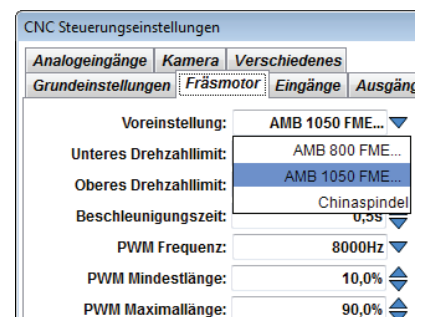 CNC Steuerungseinstellungen
Analogeingänge Kamera Verschiedenes
Grundeinstellungen Fräsmotor Eingänge Ausgäng
Voreinstellung: AMB 1050 FME...
Unteres Drehzahllimit: AMB 800 FME...
AMB 1050 FME...
Oberes Drehzahllimit:
Chinaspindel
Beschleunigungszeit: 0,5s
PWM Frequenz: 8000Hz
PWM Mindestlänge: 10,0%
PWM Maximallänge: 90,0%